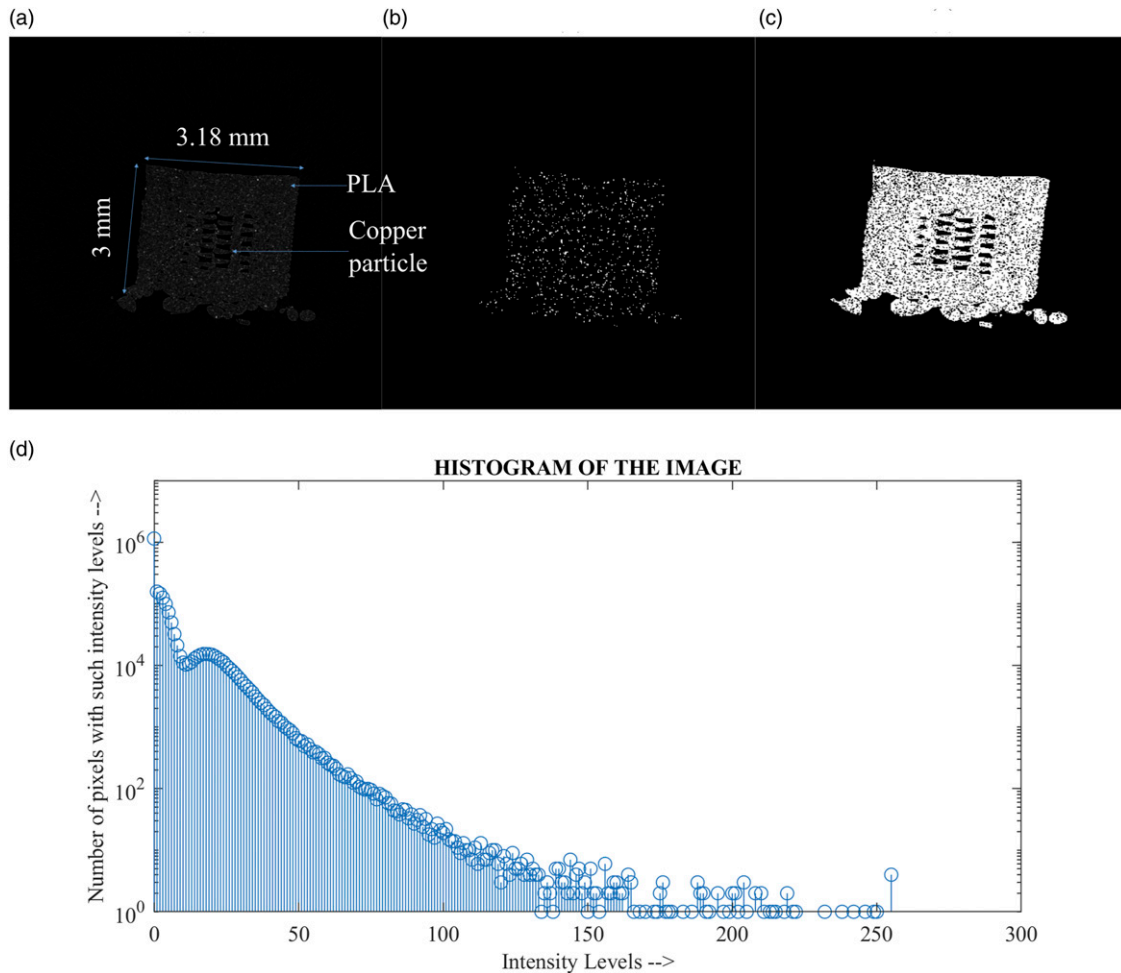 (a)
(b)
(c)
3.18 mm
3 mm
PLA
Copper
particle
(d)
HISTOGRAM OF THE IMAGE
Number of pixels with such intensity levels -->
10^6
10^4
10^2
10^0
0
50
100
150
200
250
300
Intensity Levels -->